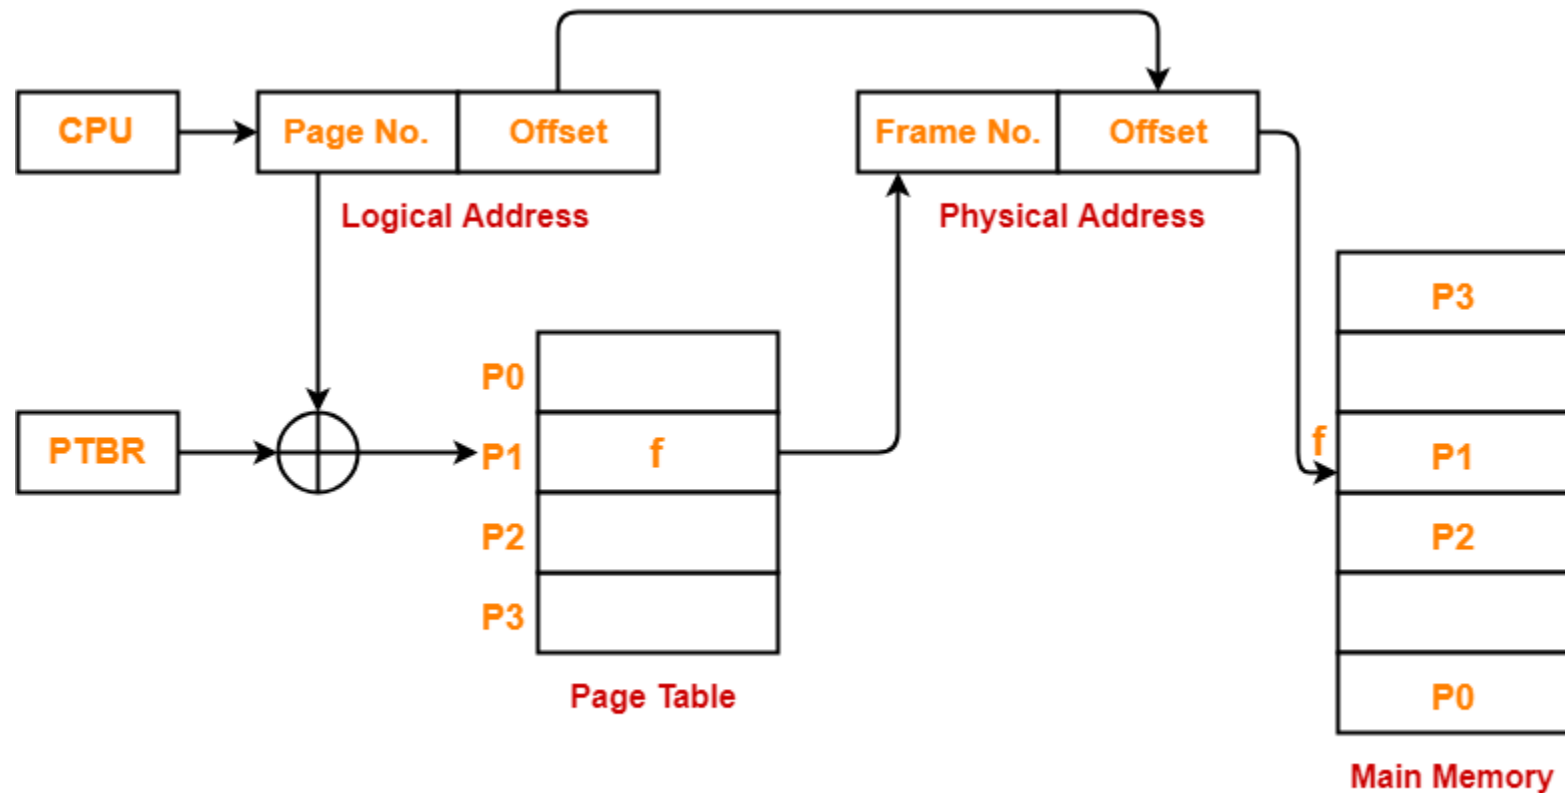 CPU
Page No.
Offset
Frame No.
Offset
Logical Address
Physical Address
PTBR
P0
P1
f
P2
P3
Page Table
f
P3
P1
P2
P0
Main Memory